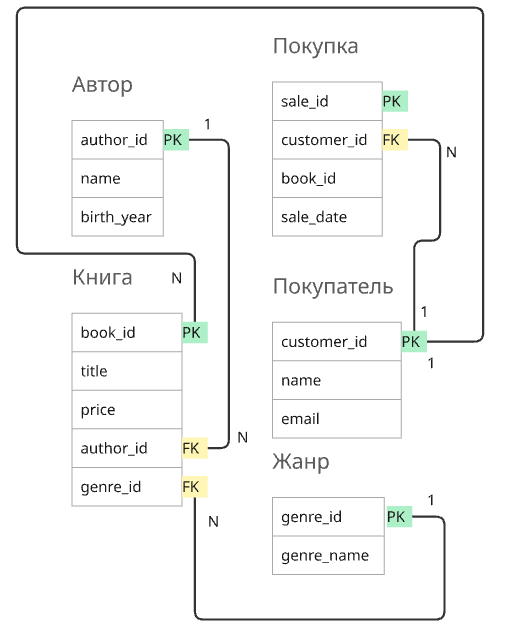 Автор
author_id PK 1
name
birth_year
Покупка
sale_id PK
customer_id FK
N
book_id
sale_date
Книга N
book_id PK
title
price
author_id FK N
genre_id FK
N
Покупатель
1
customer_id PK
1
name
email
Жанр
1
genre_id PK
genre_name